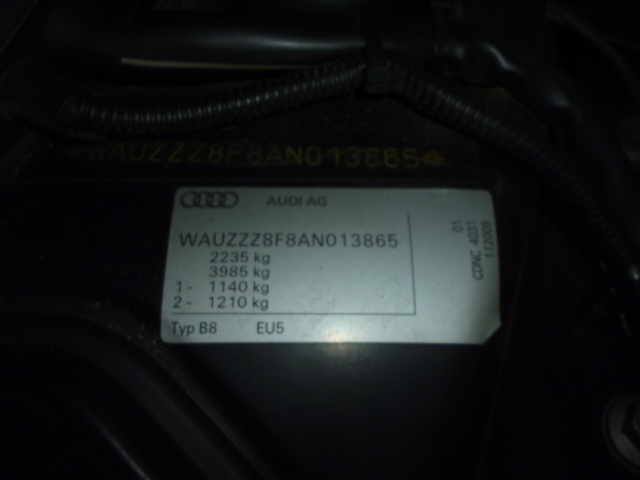 *WAUZZZ8F8AN013865*
AUDI AG
WAUZZZ8F8AN013865
2235 kg
3985 kg
1 - 1140 kg
2 - 1210 kg
Typ B8 EU5
01
CDNC 4031
112009